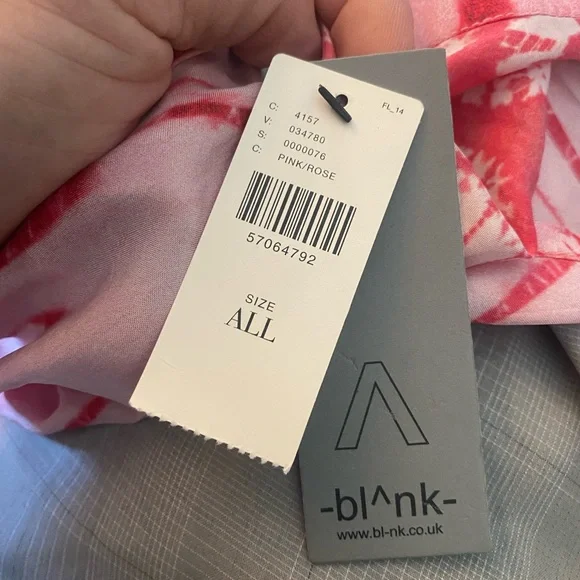 FL_14
C: 4157
V: 034780
S: 0000076
C: PINK/ROSE
57064792
SIZE
ALL
-bl^nk-
www.bl-nk.co.uk